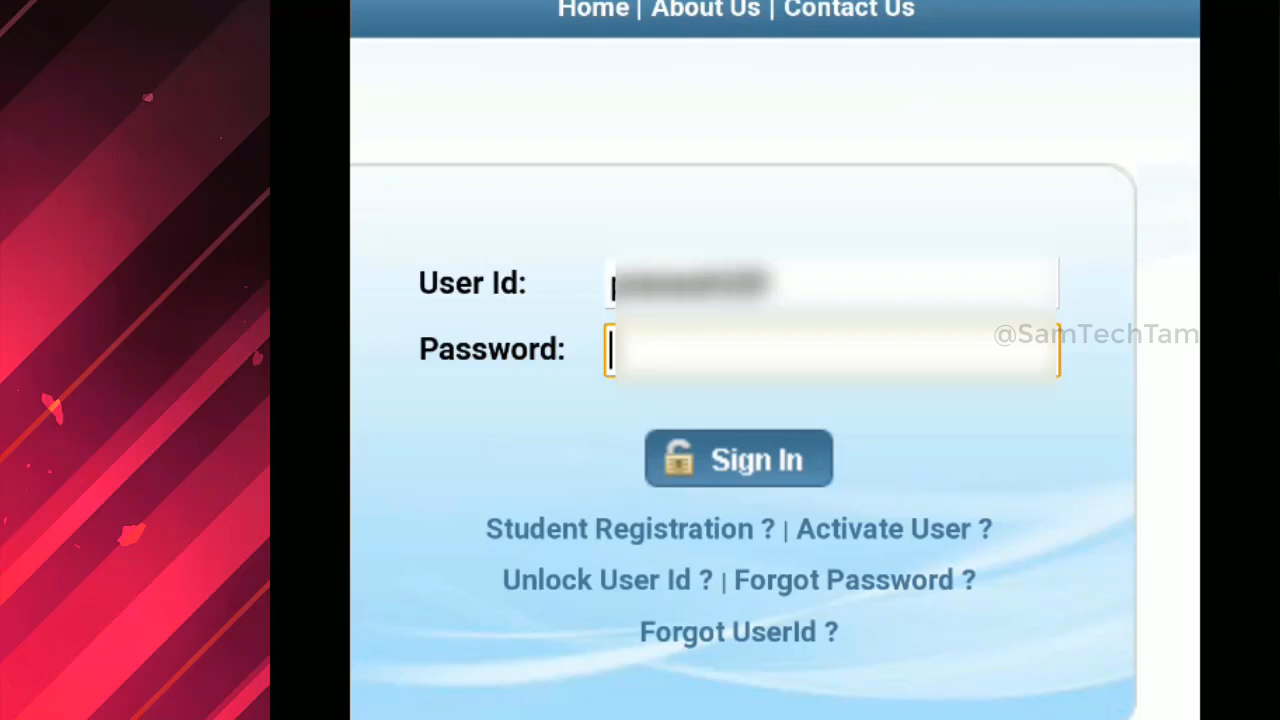 Home | About Us | Contact Us
User Id:
Password:
@SamTechTam
Sign In
Student Registration ? | Activate User ?
Unlock User Id ? | Forgot Password ?
Forgot UserId ?